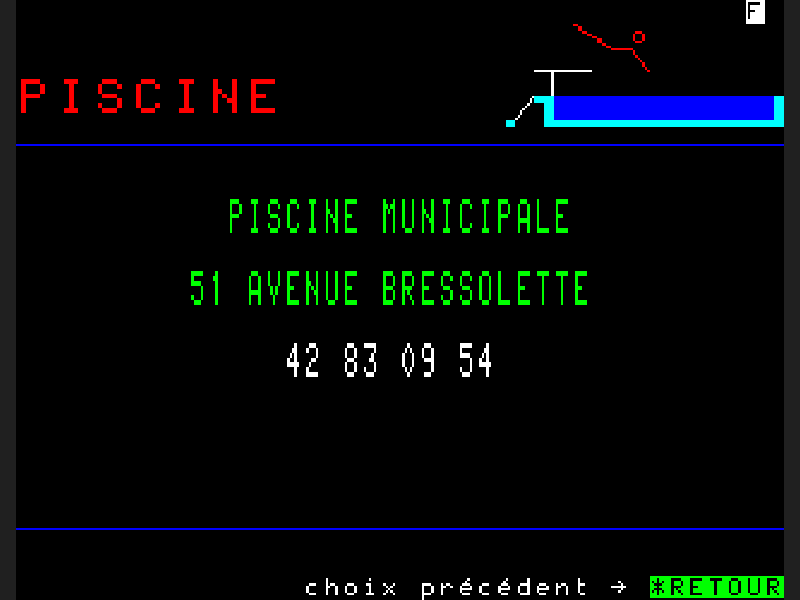 F
PISCINE
PISCINE MUNICIPALE
51 AVENUE BRESSOLETTE
42 83 09 54
choix précédent → *RETOUR